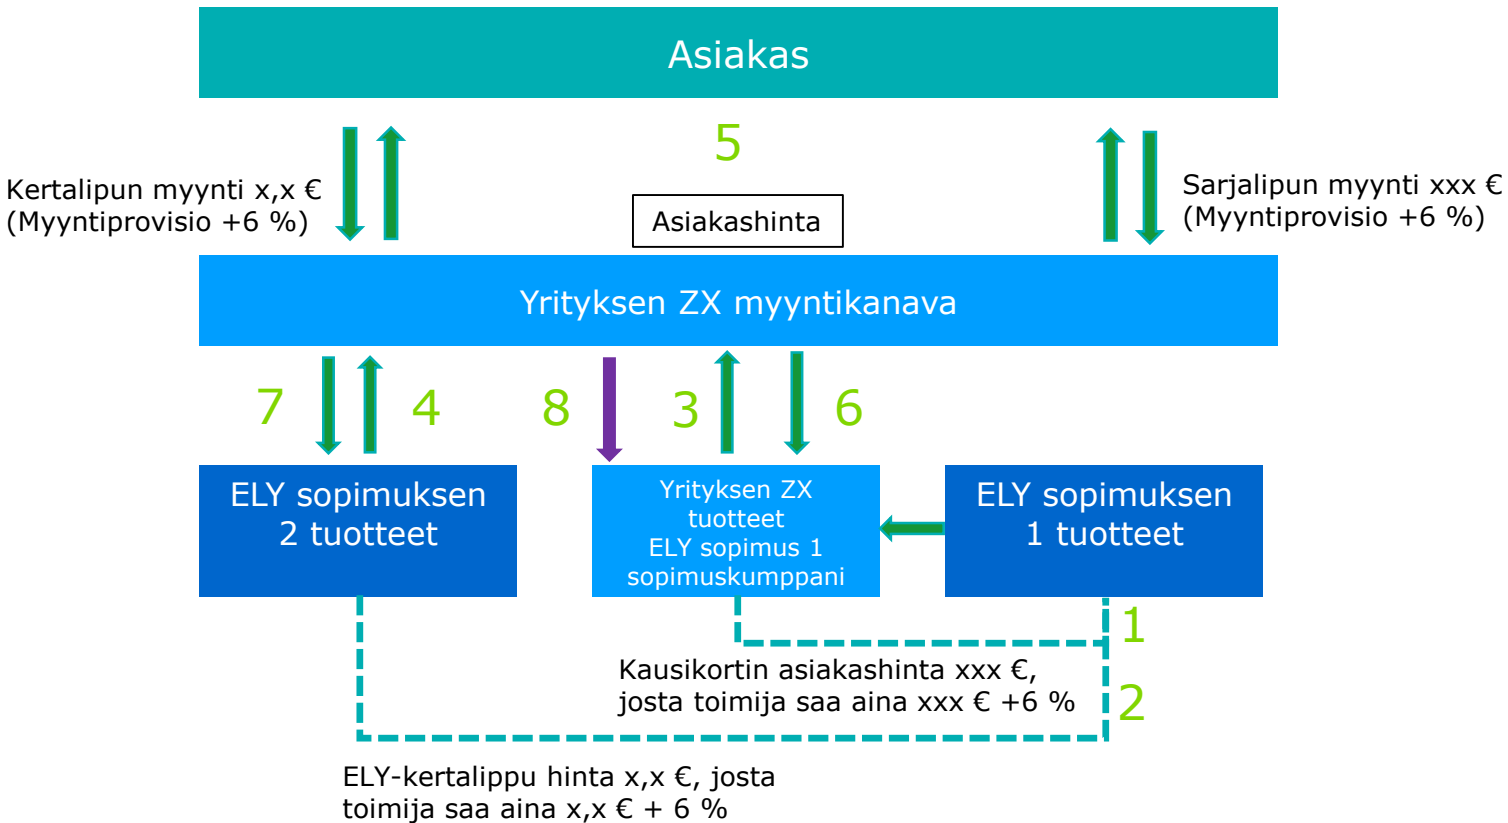 Asiakas
5
Kertalipun myynti x,x €
(Myyntiprovisio +6 %)
Asiakashinta
Sarjalipun myynti xxx €
(Myyntiprovisio +6 %)
Yrityksen ZX myyntikanava
7
4
8
3
6
ELY sopimuksen
2 tuotteet
Yrityksen ZX
tuotteet
ELY sopimus 1
sopimuskumppani
ELY sopimuksen
1 tuotteet
1
Kausikortin asiakashinta xxx €,
josta toimija saa aina xxx € +6 %
2
ELY-kertalippu hinta x,x €, josta
toimija saa aina x,x € + 6 %